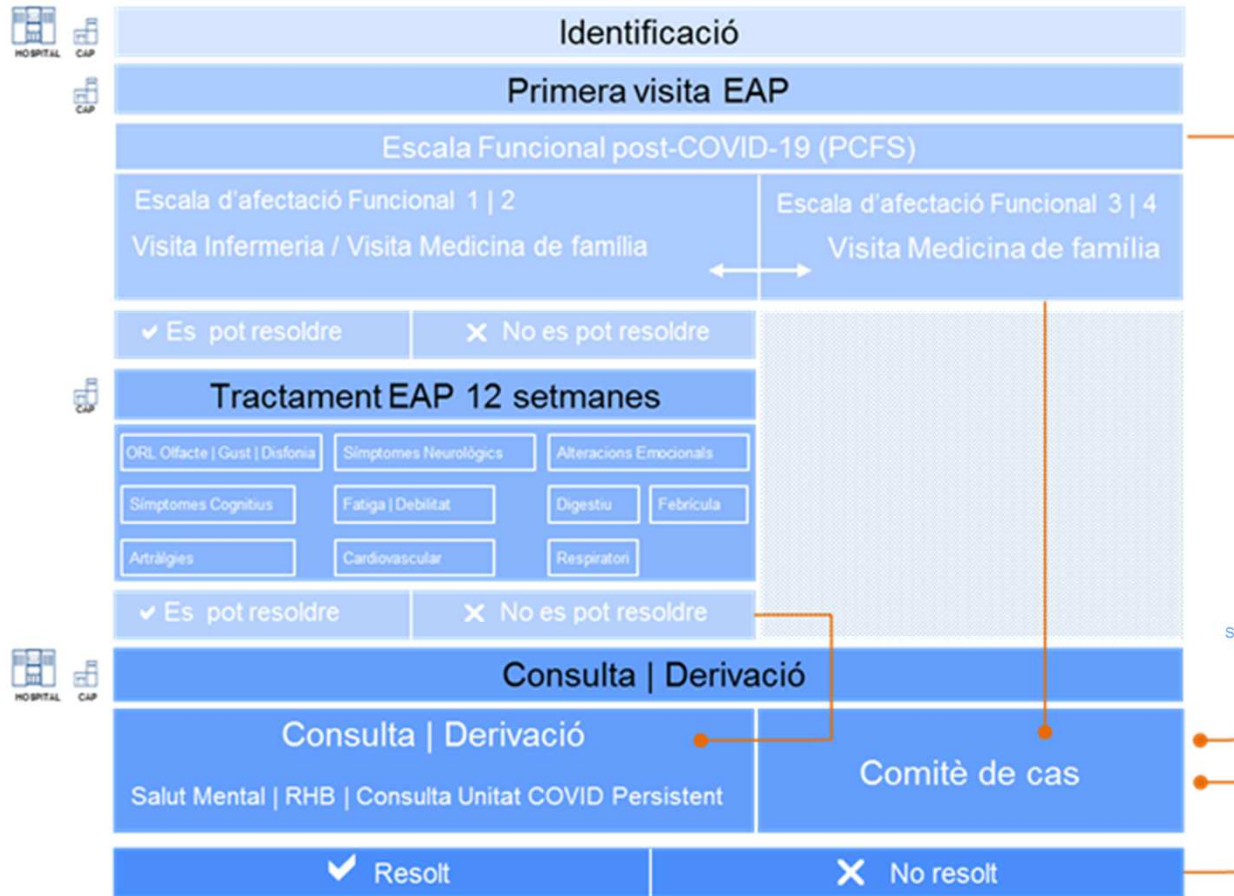 Identificació
HOSPITAL CAP
Primera visita EAP
CAP
Escala Funcional post-COVID-19 (PCFS)
Escala d'afectació Funcional 1 | 2
Visita Infermeria / Visita Medicina de família
Escala d'afectació Funcional 3 | 4
Visita Medicina de família
Es pot resoldre
No es pot resoldre
Tractament EAP 12 setmanes
CAP
ORL Olfacte | Gust | Disfonia
Símptomes Neurològics
Alteracions Emocionals
Símptomes Cognitius
Fatiga | Debilitat
Digestiu
Febrícula
Artràlgies
Cardiovascular
Respiratori
Es pot resoldre
No es pot resoldre
S
Consulta | Derivació
HOSPITAL CAP
Consulta | Derivació
Salut Mental | RHB | Consulta Unitat COVID Persistent
Comitè de cas
Resolt
No resolt